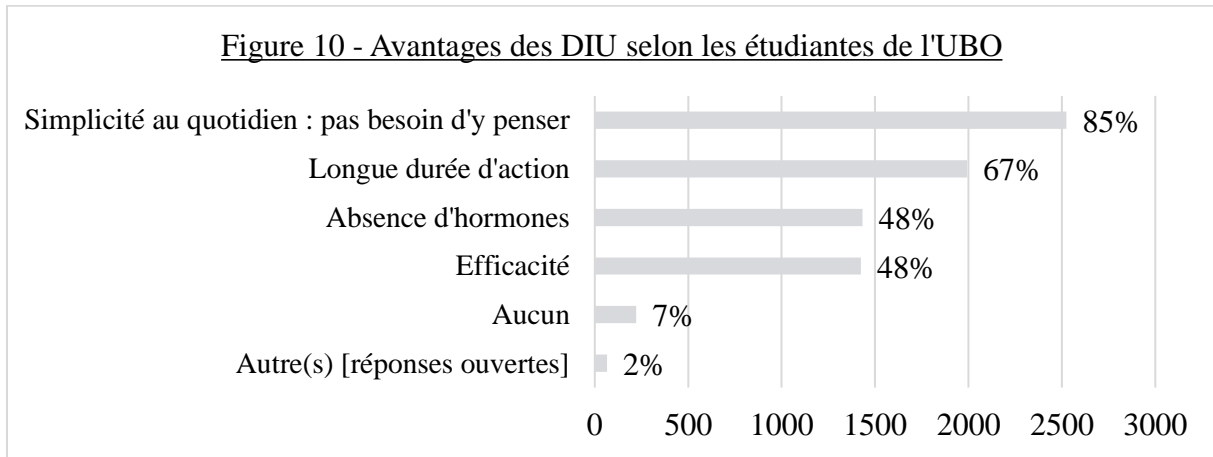 Figure 10 - Avantages des DIU selon les étudiantes de l'UBO
Simplicité au quotidien : pas besoin d'y penser 85%
Longue durée d'action 67%
Absence d'hormones 48%
Efficacité 48%
Aucun 7%
Autre(s) [réponses ouvertes] 2%
0 500 1000 1500 2000 2500 3000